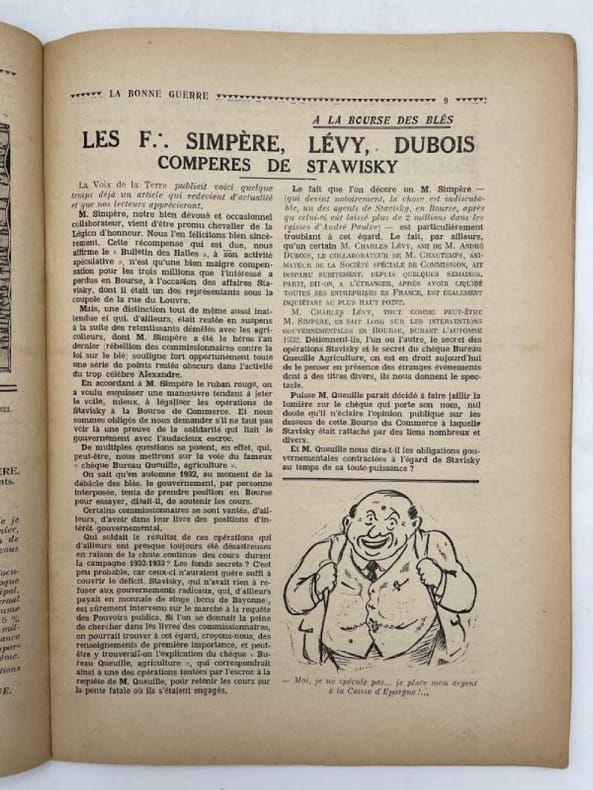 LA BONNE GUERRE
9
A LA BOURSE DES BLÉS
LES F∴ SIMPÈRE, LÉVY, DUBOIS
COMPERES DE STAWISKY
La Voix de la Terre publiait voici quelque
temps déjà un article qui redevient d'actualité
et que nos lecteurs apprécieront.
M. Simpère, notre bien dévoué et occasionnel
collaborateur, vient d'être promu chevalier de la
Légion d'honneur. Nous l'en félicitons bien sincè-
rement. Cette récompense qui est due, nous
affirme le « Bulletin des Halles », à son activité
spéculative », n'est qu'une bien maigre compen-
sation pour les trois millions que l'intéressé a
perdus en Bourse, à l'occasion des affaires Sta-
visky, dont il était un des représentants sous la
coupole de la rue du Louvre.
Mais, une distinction tout de même aussi inat-
tendue et qui, d'ailleurs, était restée en suspens
à la suite des retentissants démêlés avec les agri-
culteurs, dont M. Simpère a été le héros l'an
dernier (rébellion des commissionnaires contre la
loi sur le blé) souligne fort opportunément toute
une série de points restés obscurs dans l'activité
du trop célèbre Alexandre.
En accordant à M. Simpère le ruban rouge, on
a voulu esquisser une manœuvre tendant à jeter
le voile, mieux, à légaliser les opérations de
Stavisky à la Bourse de Commerce. Et nous
sommes obligés de nous demander s'il ne faut pas
voir là une preuve de la solidarité qui liait le
gouvernement avec l'audacieux escroc.
De multiples questions se posent, en effet, qui,
peut-être, nous mettront sur la voie du fameux
« chèque Bureau Queuille, agriculture ».
On sait qu'en automne 1932, au moment de la
débâcle des blés, le gouvernement, par personne
interposée, tenta de prendre position en Bourse
pour essayer, disait-il, de soutenir les cours.
Certains commissionnaires se sont vantés, d'ail-
leurs, d'avoir dans leur livre des positions d'in-
térêt gouvernemental.
Qui soldait le résultat de ces opérations qui
d'ailleurs ont presque toujours été désastreuses
en raison de la chute continue des cours durant
la campagne 1932-1933 ? Les fonds secrets ? C'est
peu probable, car ceux-ci n'auraient guère suffi à
couvrir le déficit. Stavisky, qui n'avait rien à re-
fuser aux gouvernements radicaux, qui, d'ailleurs
payait en monnaie de singe (bons de Bayonne),
est sûrement intervenu sur le marché à la requête
des Pouvoirs publics. Si l'on se donnait la peine
de chercher dans les livres des commissionnaires,
on pourrait trouver à cet égard, croyons-nous, des
renseignements de première importance, et peut-
être y trouverait-on l'explication du chèque « Bu-
reau Queuille, agriculture », qui correspondrait
ainsi à une des opérations tentées par l'escroc à la
requête de M. Queuille, pour retenir les cours sur
la pente fatale où ils s'étaient engagés.
Le fait que l'on décore un M. Simpère —
(qui devint notoirement, la chose est indiscuta-
ble, un des agents de Stavisky, en Bourse, après
qu celui-ci eut laissé plus de 2 millions dans les
caisses d'André Pauley) — est particulièrement
troublant à cet égard. Le fait, par ailleurs,
qu'un certain M. CHARLES LÉVY, AMI DE M. ANDRÉ
DUBOIS, LE COLLABORATEUR DE M. CHAUTEMPS, ANI-
MATEUR DE LA SOCIÉTÉ SPÉCIALE DE COMMISSION, AIT
DISPARU SUBITEMENT, DEPUIS QUELQUES SEMAINES,
PARTI, DIT-ON, A L'ÉTRANGER, APRÈS AVOIR LIQUIDÉ
TOUTES SES ENTREPRISES EN FRANCE, EST ÉGALEMENT
INQUIÉTANT AU PLUS HAUT POINT.
M. CHARLES LÉVY, TOUT COMME PEUT-ÊTRE
M. SIMPÈRE, EN SAIT LONG SUR LES INTERVENTIONS
GOUVERNEMENTALES EN BOURSE, DURANT L'AUTOMNE
1932. Détiennent-ils, l'un ou l'autre, le secret des
opérations Stavisky et le secret du chèque Bureau
Queuille Agriculture, on est en droit aujourd'hui
de le penser en présence des étranges événements
dont à des titres divers, ils nous donnent le spec-
tacle.
Puisse M. Queuille paraît décidé à faire jaillir la
lumière sur le chèque qui porte son nom, nul
doute qu'il n'éclaire l'opinion publique sur les
dessous de cette Bourse du Commerce à laquelle
Stavisky était rattaché par des liens nombreux et
divers.
Et M. Queuille nous dira-t-il les obligations gou-
vernementales contractées à l'égard de Stavisky
au temps de sa toute puissance ?
— Moi, je ne spécule pas... je place mon argent
à la Caisse d'Epargne !...